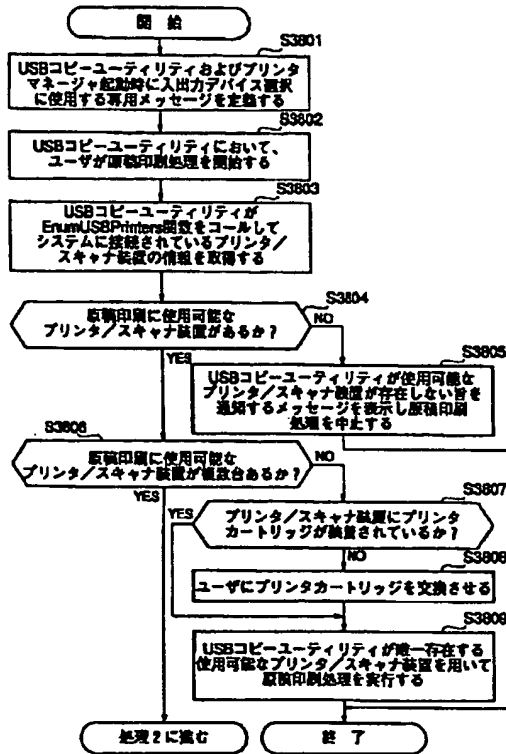 開始
S3801
USBコピーユーティリティおよびプリンタ
マネージャ起動時に入出力デバイス選択
に使用する専用メッセージを定義する
S3802
USBコピーユーティリティにおいて、
ユーザが原稿印刷処理を開始する
S3803
USBコピーユーティリティが
EnumUSBPrinters関数をコールして
システムに接続されているプリンタ/
スキャナ装置の情報を取得する
S3804
原稿印刷に使用可能な
プリンタ/スキャナ装置があるか?
NO
YES
S3805
USBコピーユーティリティが使用可能な
プリンタ/スキャナ装置が存在しない旨を
通知するメッセージを表示し原稿印刷
処理を中止する
S3806
原稿印刷に使用可能な
プリンタ/スキャナ装置が複数台あるか?
NO
YES
S3807
プリンタ/スキャナ装置にプリンタ
カートリッジが装着されているか?
YES
NO
S3808
ユーザにプリンタカートリッジを交換させる
S3809
USBコピーユーティリティが唯一存在する
使用可能なプリンタ/スキャナ装置を用いて
原稿印刷処理を実行する
処理2に進む
終了